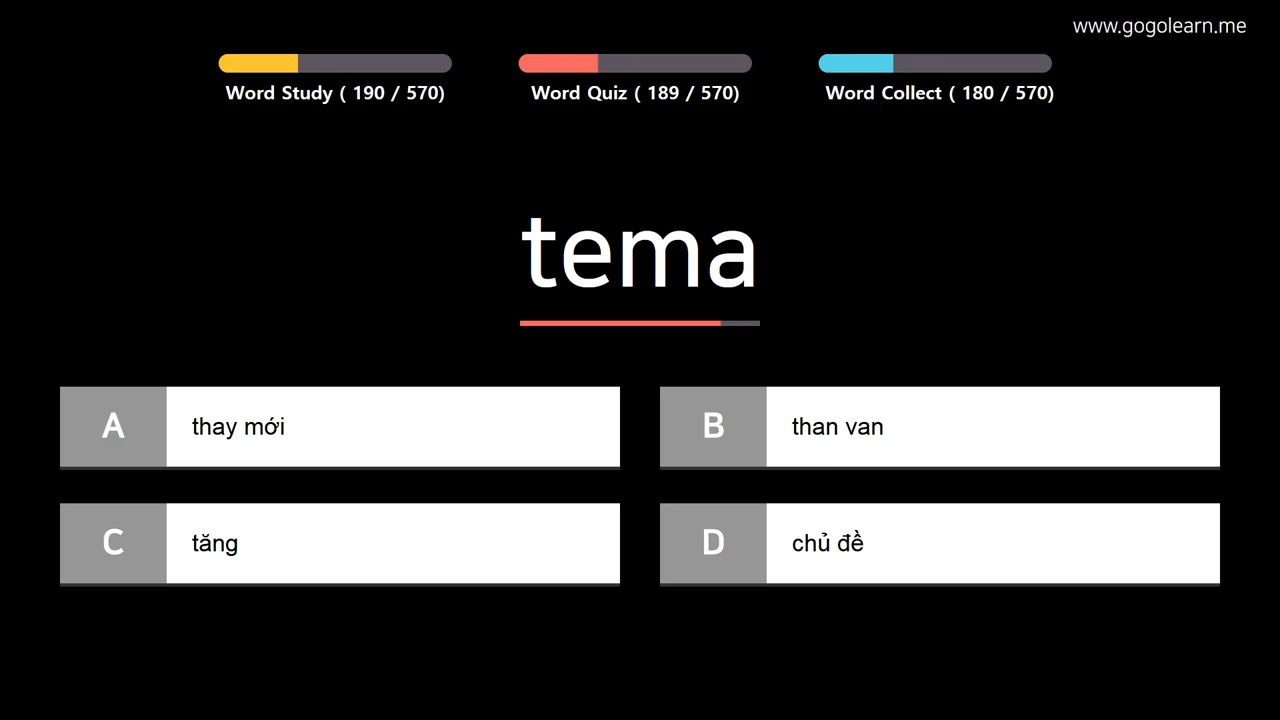 www.gogolearn.me
Word Study ( 190 / 570)
Word Quiz ( 189 / 570)
Word Collect ( 180 / 570)
tema
A thay mới
B than van
C tăng
D chủ đề